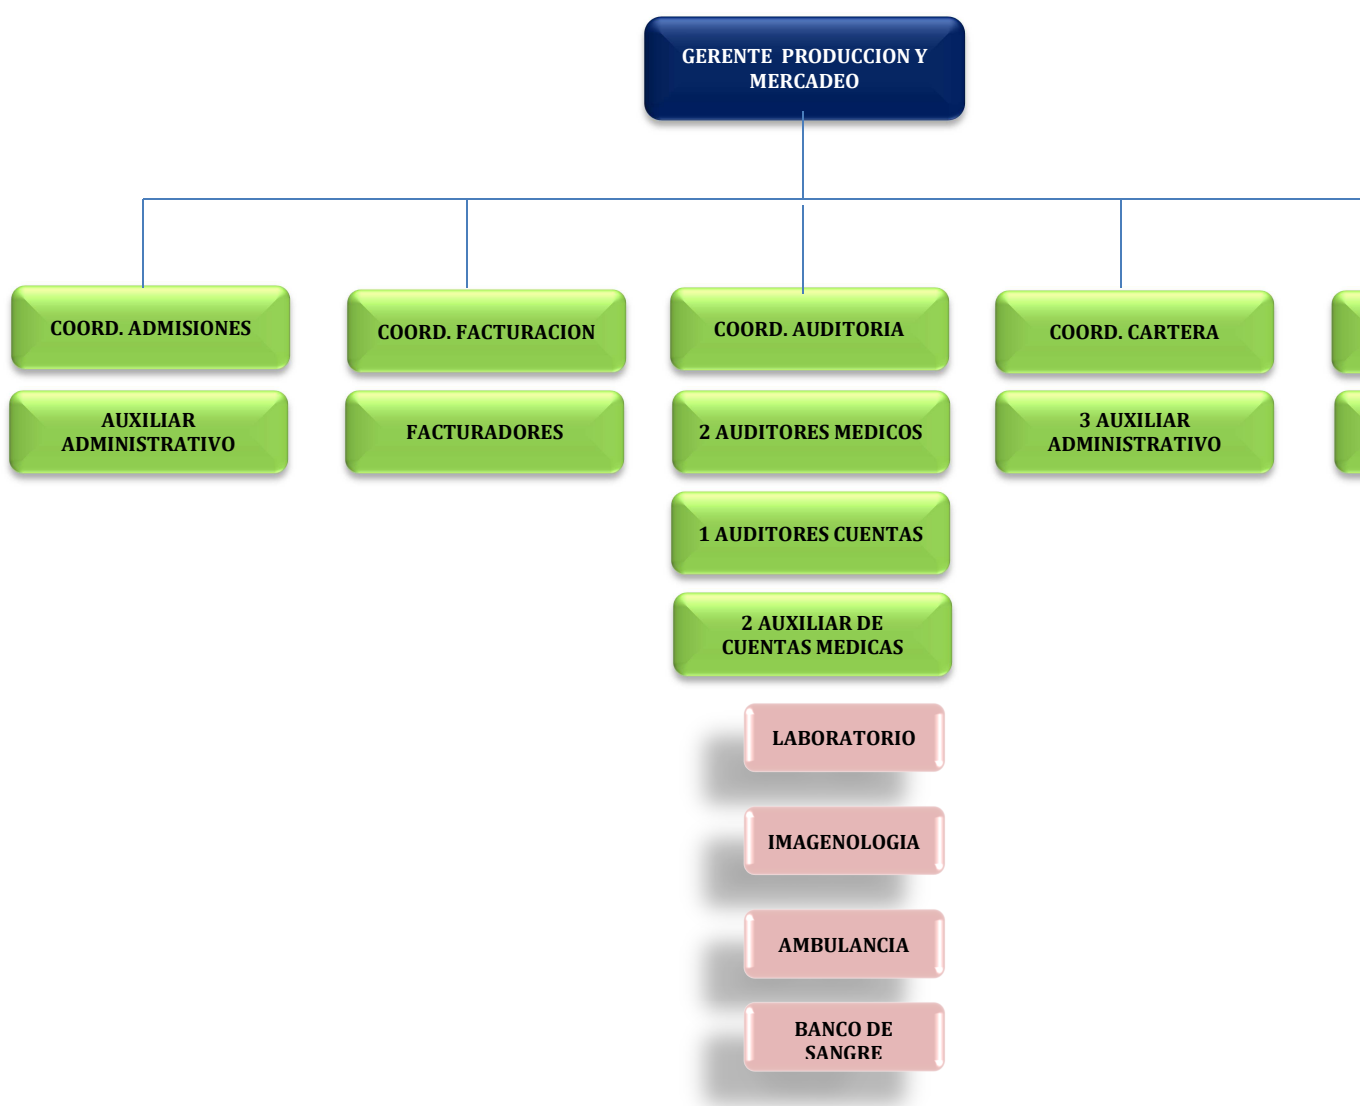 GERENTE PRODUCCION Y
MERCADEO
COORD. ADMISIONES
COORD. FACTURACION
COORD. AUDITORIA
COORD. CARTERA
AUXILIAR
ADMINISTRATIVO
FACTURADORES
2 AUDITORES MEDICOS
3 AUXILIAR
ADMINISTRATIVO
1 AUDITORES CUENTAS
2 AUXILIAR DE
CUENTAS MEDICAS
LABORATORIO
IMAGENOLOGIA
AMBULANCIA
BANCO DE
SANGRE